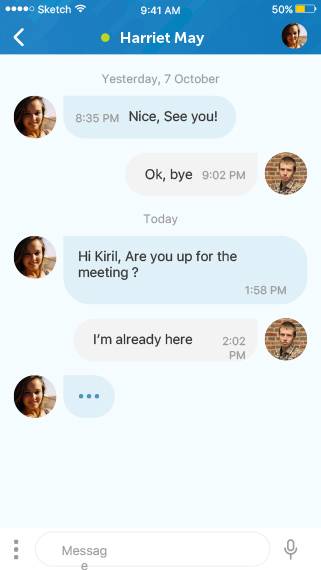 Sketch 9:41 AM 50%
Harriet May
Yesterday, 7 October
8:35 PM Nice, See you!
Ok, bye 9:02 PM
Today
Hi Kiril, Are you up for the
meeting ?
1:58 PM
I’m already here 2:02
PM
Messag
e